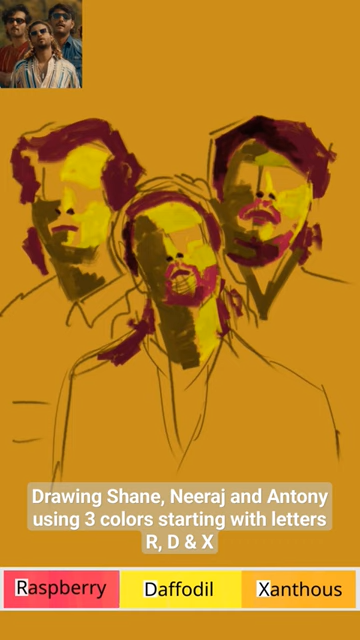 Drawing Shane, Neeraj and Antony
using 3 colors starting with letters
R, D & X
Raspberry Daffodil Xanthous